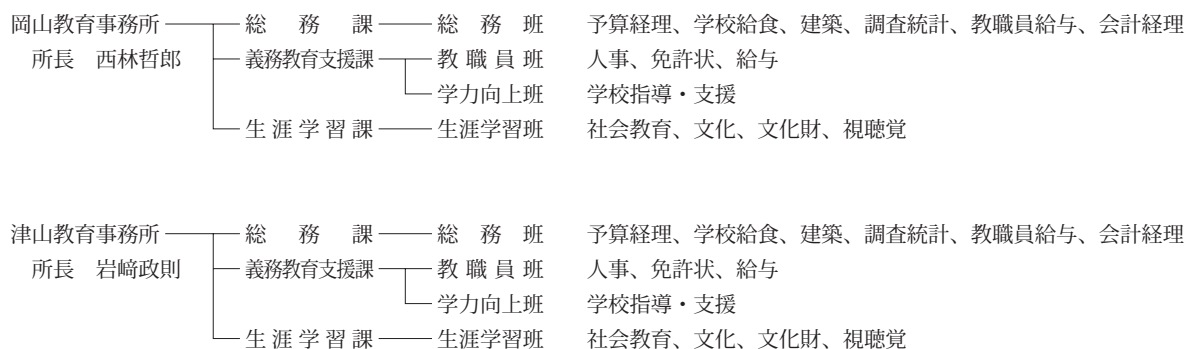 岡山教育事務所 総務課 総務班 予算経理、学校給食、建築、調査統計、教職員給与、会計経理
所長 西林哲郎 義務教育支援課 教職員班 人事、免許状、給与
学力向上班 学校指導・支援
生涯学習課 生涯学習班 社会教育、文化、文化財、視聴覚
津山教育事務所 総務課 総務班 予算経理、学校給食、建築、調査統計、教職員給与、会計経理
所長 岩﨑政則 義務教育支援課 教職員班 人事、免許状、給与
学力向上班 学校指導・支援
生涯学習課 生涯学習班 社会教育、文化、文化財、視聴覚